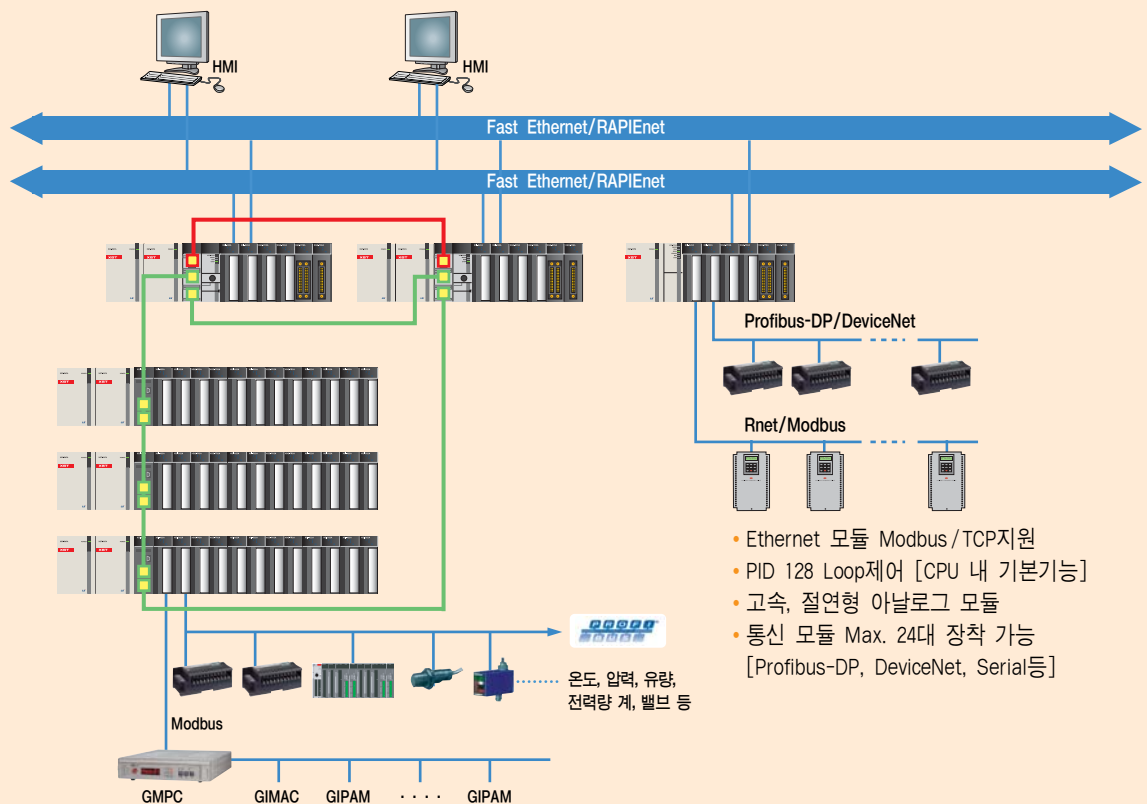 HMI
HMI
Fast Ethernet/RAPIEnet
Fast Ethernet/RAPIEnet
Profibus-DP/DeviceNet
Rnet/Modbus
• Ethernet 모듈 Modbus/TCP지원
• PID 128 Loop제어 [CPU 내 기본기능]
• 고속, 절연형 아날로그 모듈
• 통신 모듈 Max. 24대 장착 가능
[Profibus-DP, DeviceNet, Serial등]
PROFI
BUS
온도, 압력, 유량,
전력량 계, 밸브 등
Modbus
GMPC
GIMAC
GIPAM
· · · ·
GIPAM